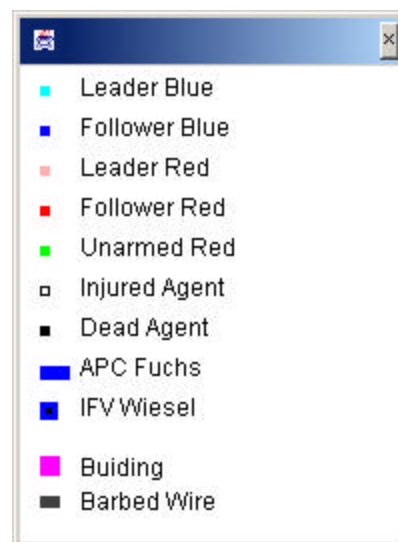 Leader Blue
Follower Blue
Leader Red
Follower Red
Unarmed Red
Injured Agent
Dead Agent
APC Fuchs
IFV Wiesel
Buiding
Barbed Wire